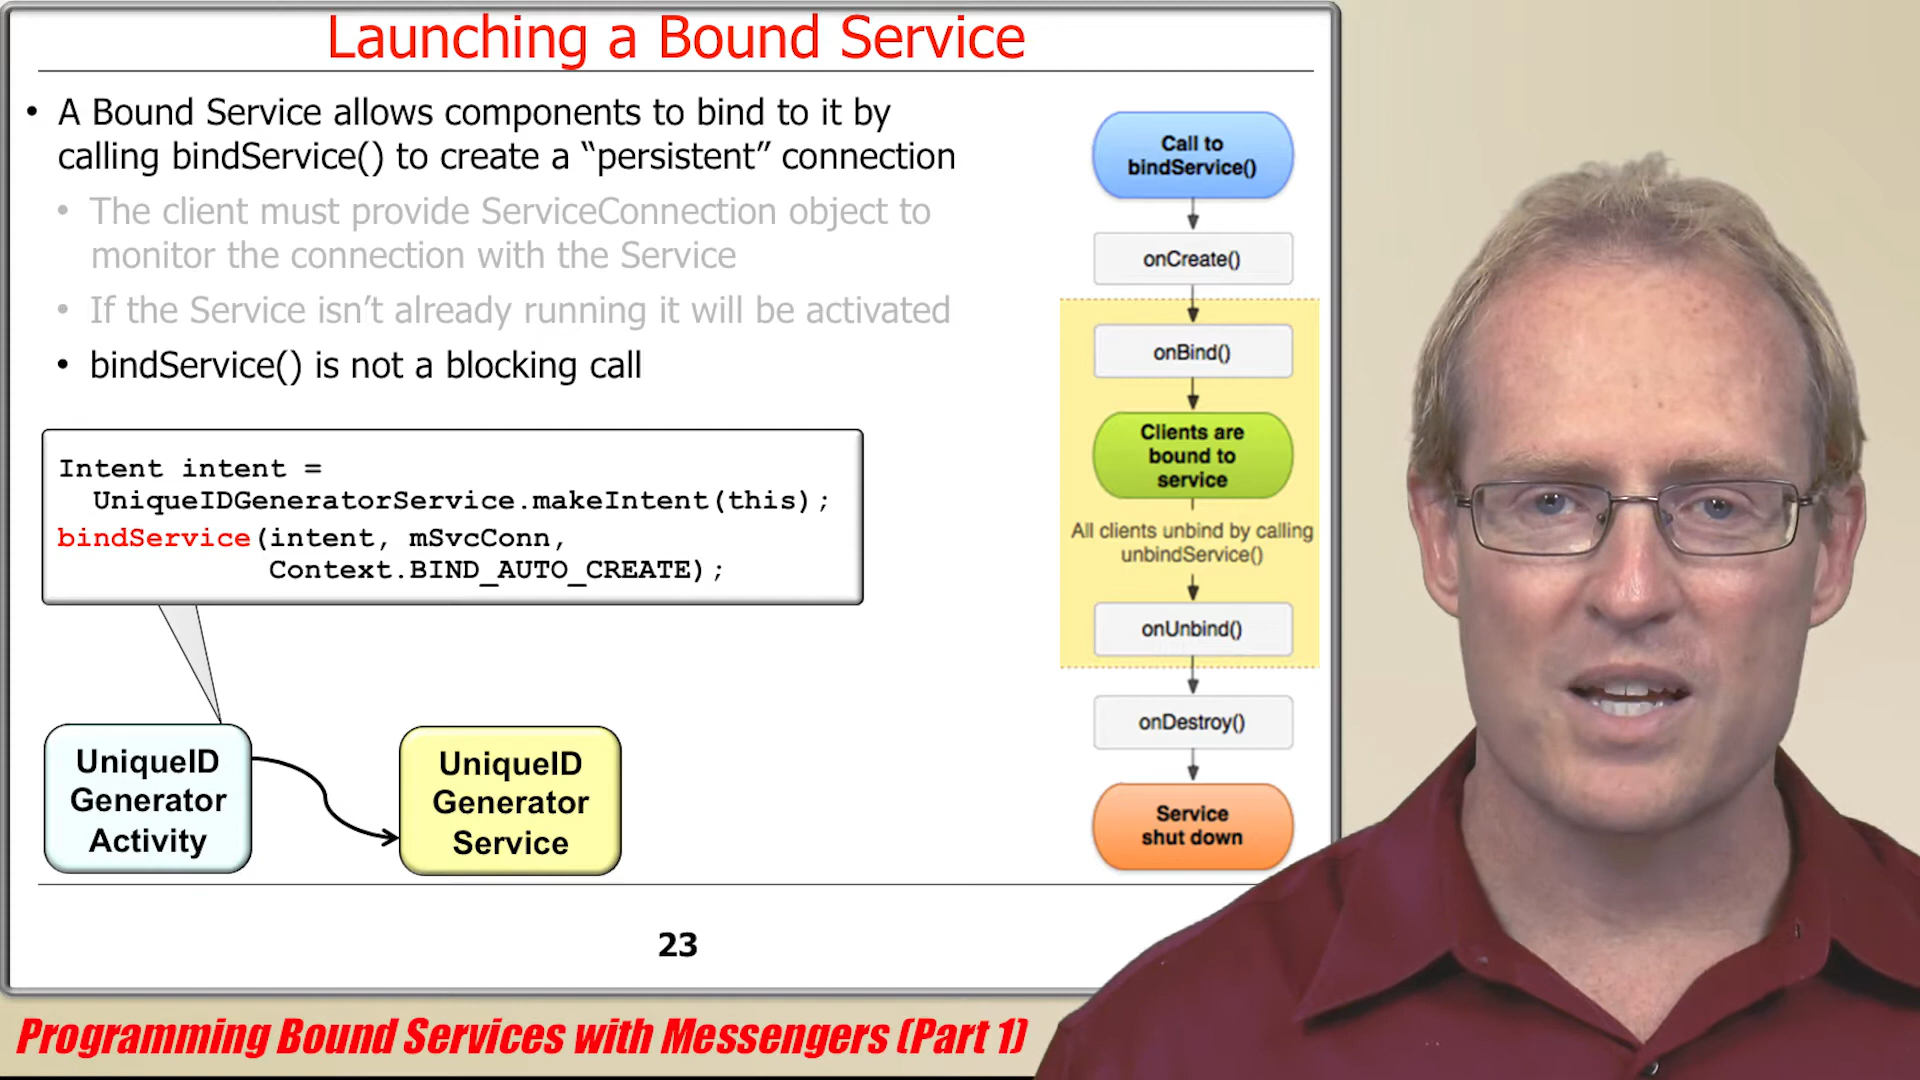 Launching a Bound Service
• A Bound Service allows components to bind to it by
calling bindService() to create a “persistent” connection
• The client must provide ServiceConnection object to
monitor the connection with the Service
• If the Service isn’t already running it will be activated
• bindService() is not a blocking call
Intent intent =
UniqueIDGeneratorService.makeIntent(this);
bindService(intent, mSvcConn,
Context.BIND_AUTO_CREATE);
UniqueID
Generator
Activity
UniqueID
Generator
Service
Call to
bindService()
onCreate()
onBind()
Clients are
bound to
service
All clients unbind by calling
unbindService()
onUnbind()
onDestroy()
Service
shut down
23
Programming Bound Services with Messengers (Part 1)